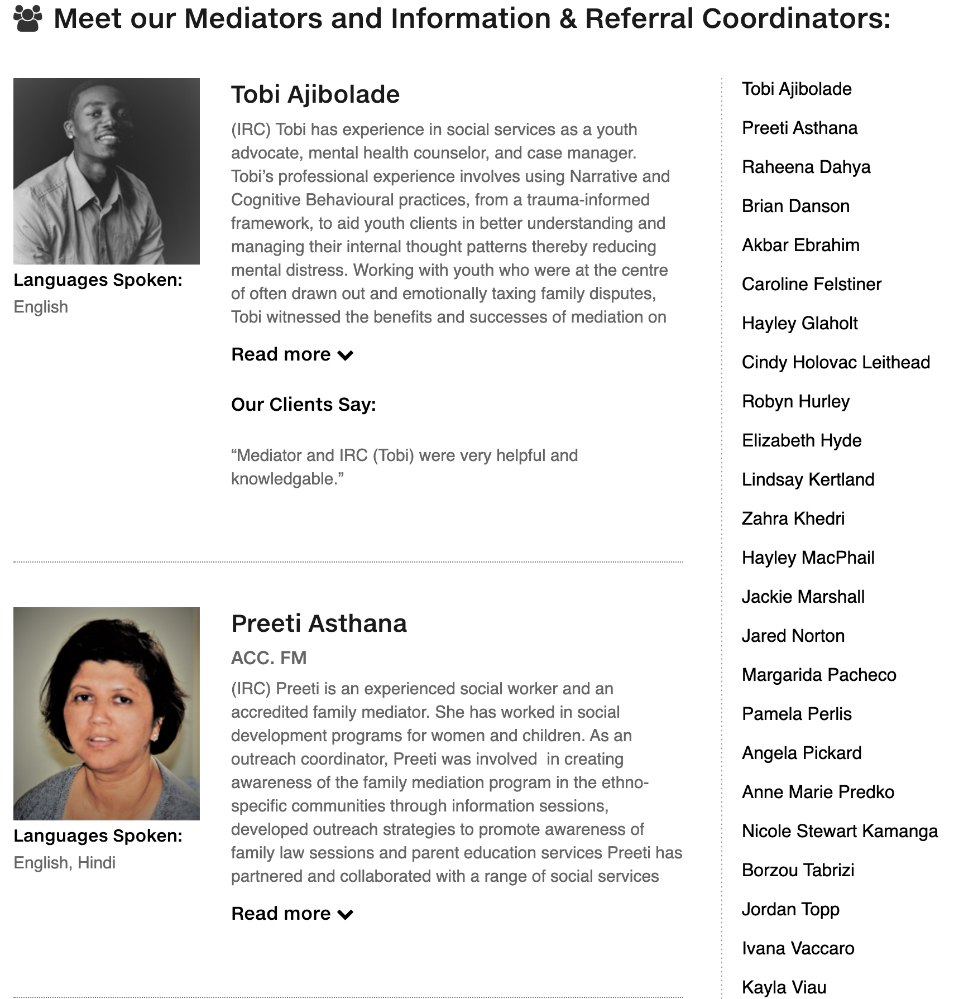 Meet our Mediators and Information & Referral Coordinators:
Tobi Ajibolade
(IRC) Tobi has experience in social services as a youth
advocate, mental health counselor, and case manager.
Tobi’s professional experience involves using Narrative and
Cognitive Behavioural practices, from a trauma-informed
framework, to aid youth clients in better understanding and
managing their internal thought patterns thereby reducing
mental distress. Working with youth who were at the centre
of often drawn out and emotionally taxing family disputes,
Tobi witnessed the benefits and successes of mediation on
Read more
Languages Spoken:
English
Our Clients Say:
“Mediator and IRC (Tobi) were very helpful and
knowledgable.”
Preeti Asthana
ACC. FM
(IRC) Preeti is an experienced social worker and an
accredited family mediator. She has worked in social
development programs for women and children. As an
outreach coordinator, Preeti was involved  in creating
awareness of the family mediation program in the ethno-
specific communities through information sessions,
developed outreach strategies to promote awareness of
family law sessions and parent education services Preeti has
partnered and collaborated with a range of social services
Read more
Languages Spoken:
English, Hindi
Tobi Ajibolade
Preeti Asthana
Raheena Dahya
Brian Danson
Akbar Ebrahim
Caroline Felstiner
Hayley Glaholt
Cindy Holovac Leithead
Robyn Hurley
Elizabeth Hyde
Lindsay Kertland
Zahra Khedri
Hayley MacPhail
Jackie Marshall
Jared Norton
Margarida Pacheco
Pamela Perlis
Angela Pickard
Anne Marie Predko
Nicole Stewart Kamanga
Borzou Tabrizi
Jordan Topp
Ivana Vaccaro
Kayla Viau